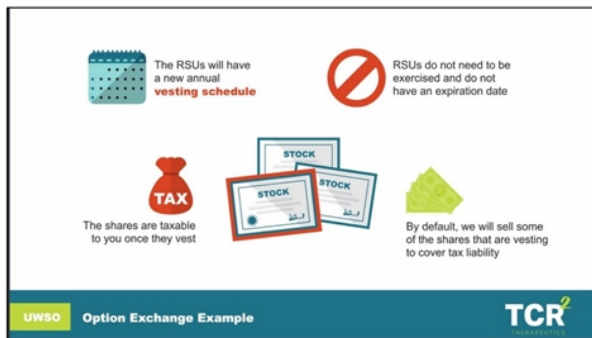 The RSUs will have
a new annual
vesting schedule
RSUs do not need to be
exercised and do not
have an expiration date
TAX
The shares are taxable
to you once they vest
STOCK
STOCK
STOCK
By default, we will sell some
of the shares that are vesting
to cover tax liability
UWSO
Option Exchange Example
TCR2
THERAPEUTICS